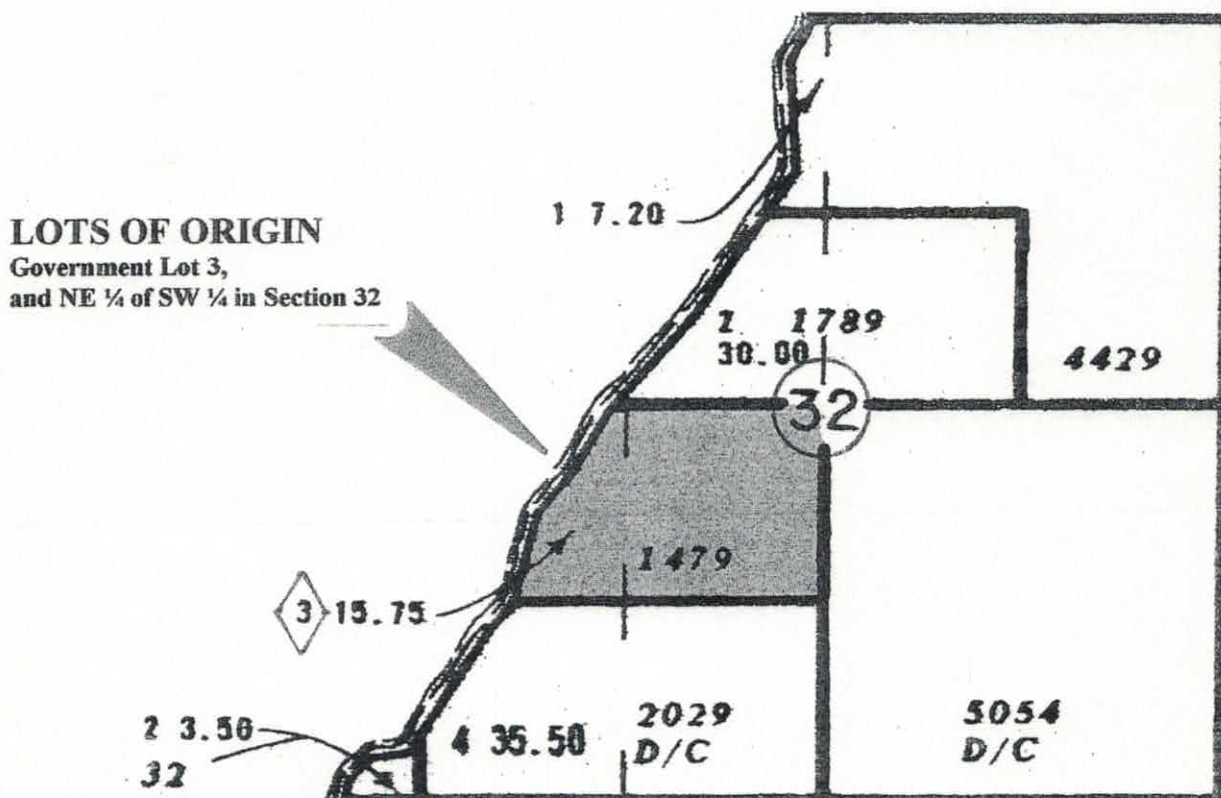 LOTS OF ORIGIN
Government Lot 3,
and NE ¼ of SW ¼ in Section 32
1 7.20
2 1789
30.00
4429
32
1479
3 15.75
2 3.50
32
4 35.50
2029
D/C
5054
D/C